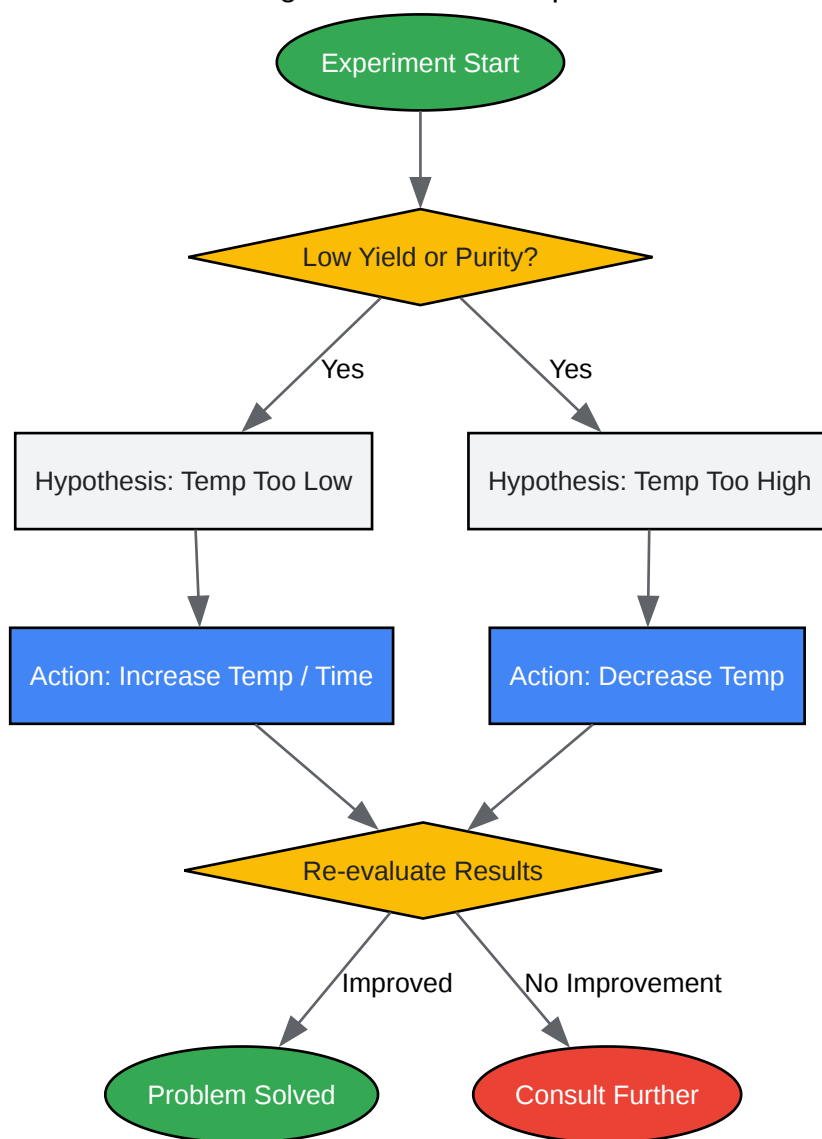 Experiment Start
Low Yield or Purity?
Yes
Yes
Hypothesis: Temp Too Low
Hypothesis: Temp Too High
Action: Increase Temp / Time
Action: Decrease Temp
Re-evaluate Results
Improved
No Improvement
Problem Solved
Consult Further